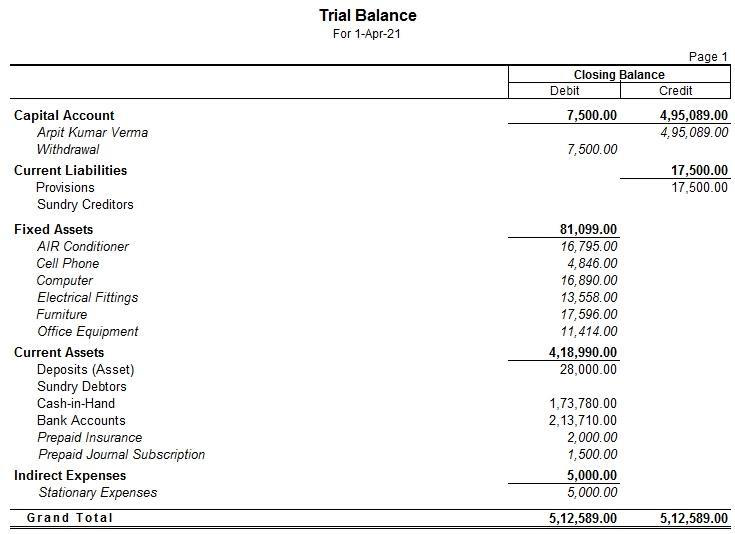 Trial Balance
For 1-Apr-21
Page 1
Closing Balance
Debit Credit
Capital Account 7,500.00 4,95,089.00
Arpit Kumar Verma 4,95,089.00
Withdrawal 7,500.00
Current Liabilities 17,500.00
Provisions 17,500.00
Sundry Creditors
Fixed Assets 81,099.00
AIR Conditioner 16,795.00
Cell Phone 4,846.00
Computer 16,890.00
Electrical Fittings 13,558.00
Furniture 17,596.00
Office Equipment 11,414.00
Current Assets 4,18,990.00
Deposits (Asset) 28,000.00
Sundry Debtors
Cash-in-Hand 1,73,780.00
Bank Accounts 2,13,710.00
Prepaid Insurance 2,000.00
Prepaid Journal Subscription 1,500.00
Indirect Expenses 5,000.00
Stationary Expenses 5,000.00
Grand Total 5,12,589.00 5,12,589.00